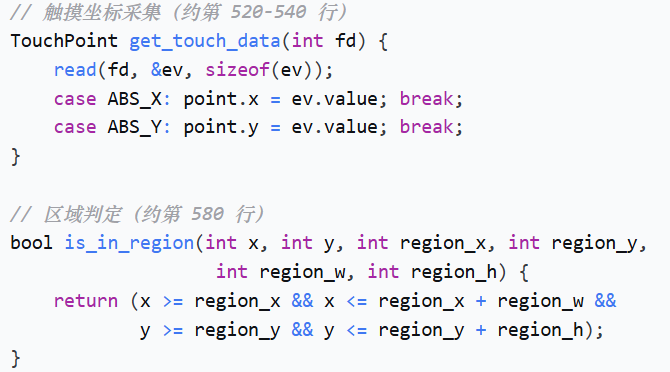 // 触摸坐标采集 (约第 520-540 行)
TouchPoint get_touch_data(int fd) {
    read(fd, &ev, sizeof(ev));
    case ABS_X: point.x = ev.value; break;
    case ABS_Y: point.y = ev.value; break;
}

// 区域判定 (约第 580 行)
bool is_in_region(int x, int y, int region_x, int region_y,
                  int region_w, int region_h) {
    return (x >= region_x && x <= region_x + region_w &&
            y >= region_y && y <= region_y + region_h);
}